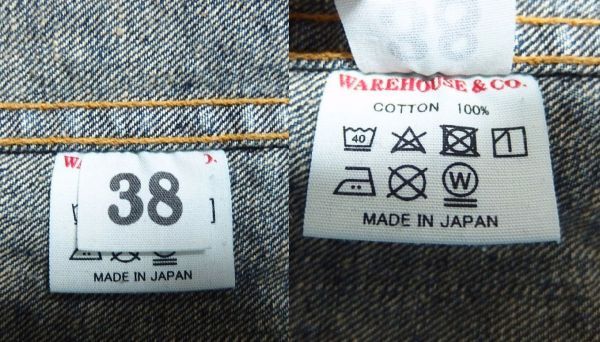 38
MADE IN JAPAN
WAREHOUSE & CO.
COTTON 100%
40
W
MADE IN JAPAN